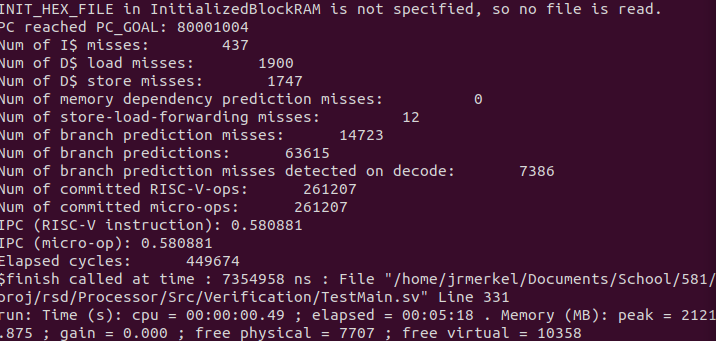 INIT_HEX_FILE in InitializedBlockRAM is not specified, so no file is read.
PC reached PC_GOAL: 80001004
Num of I$ misses:        437
Num of D$ load misses:       1900
Num of D$ store misses:       1747
Num of memory dependency prediction misses:          0
Num of store-load-forwarding misses:         12
Num of branch prediction misses:      14723
Num of branch predictions:      63615
Num of branch prediction misses detected on decode:       7386
Num of committed RISC-V-ops:      261207
Num of committed micro-ops:      261207
IPC (RISC-V instruction): 0.580881
IPC (micro-op): 0.580881
Elapsed cycles:      449674
$finish called at time : 7354958 ns : File "/home/jrmerkel/Documents/School/581/
proj/rsd/Processor/Src/Verification/TestMain.sv" Line 331
run: Time (s): cpu = 00:00:00.49 ; elapsed = 00:05:18 . Memory (MB): peak = 2121
.875 ; gain = 0.000 ; free physical = 7707 ; free virtual = 10358